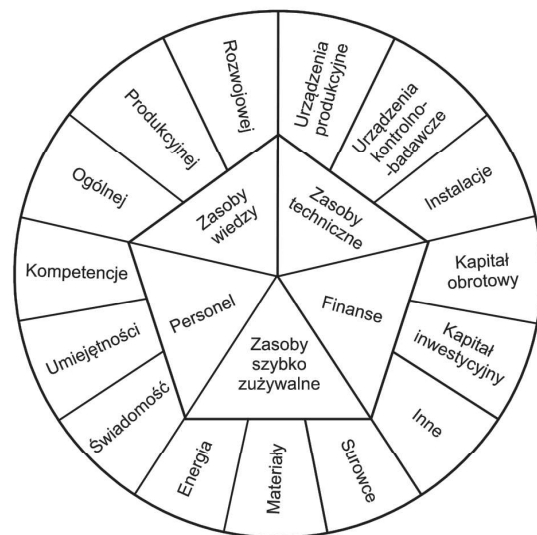 Rozwojowej
Produkcyjnej
Ogólnej
Urządzenia
produkcyjne
Urządzenia
kontrolno-
-badawcze
Instalacje
Zasoby
wiedzy
Zasoby
techniczne
Kompetencje
Umiejętności
Świadomość
Personel
Finanse
Kapitał
obrotowy
Kapitał
inwestycyjny
Inne
Zasoby
szybko
zużywalne
Energia
Materiały
Surowce